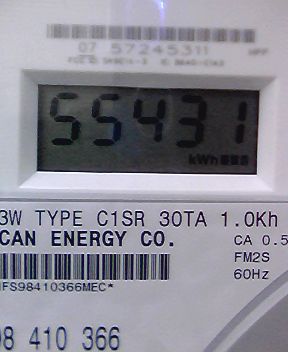 07 57245311
55431
kWh
3W TYPE C1SR 30TA 1.0Kh
CAN ENERGY CO.
CA 0.5
FM2S
60Hz
IFS98410366MEC*
98 410 366